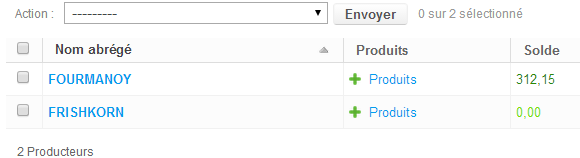 Action : --------- Envoyer 0 sur 2 sélectionné
Nom abrégé Produits Solde
FOURMANOY Produits 312,15
FRISHKORN Produits 0,00
2 Producteurs